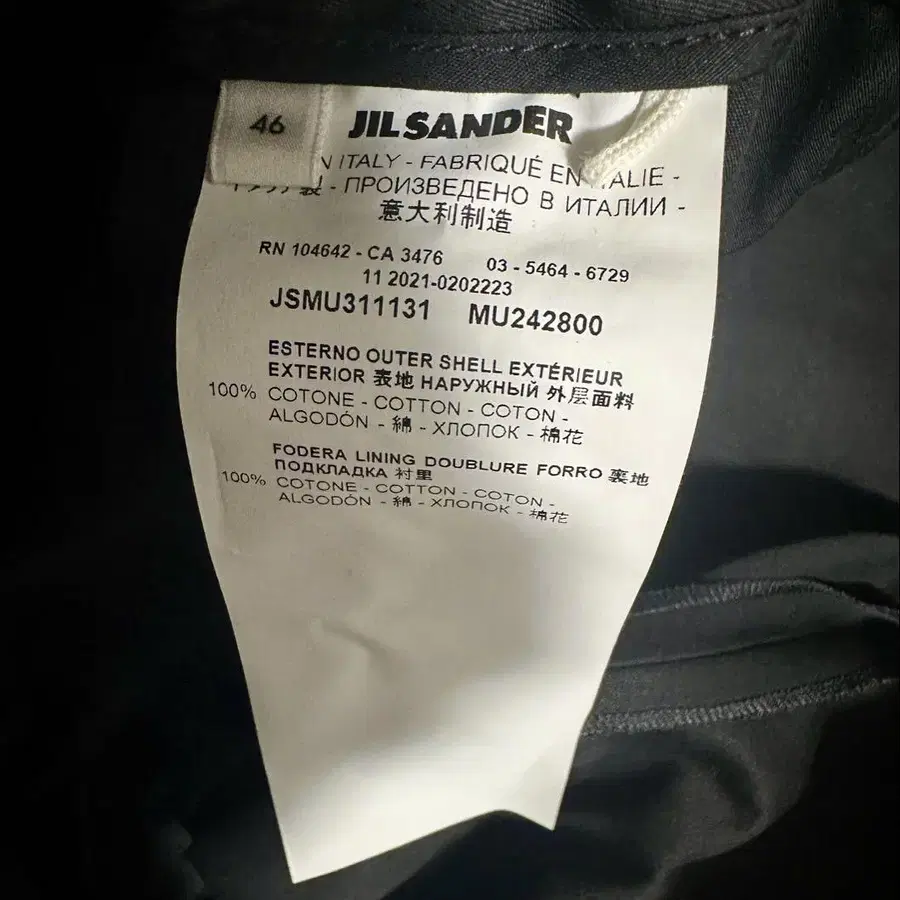 46
JIL SANDER
ITALY - FABRIQUÉ EN ITALIE -
製 - ПРОИЗВЕДЕНО В ИТАЛИИ -
意大利制造
RN 104642 - CA 3476 03 - 5464 - 6729
11 2021-0202223
JSMU311131 MU242800
ESTERNO OUTER SHELL EXTÉRIEUR
EXTERIOR 表地 НАРУЖНЫЙ 外层面料
100% COTONE - COTTON - COTON -
ALGODÓN - 綿 - ХЛОПОК - 棉花
FODERA LINING DOUBLURE FORRO 裏地
ПОДКЛАДКА 衬里
100% COTONE - COTTON - COTON -
ALGODÓN - 綿 - ХЛОПОК - 棉花